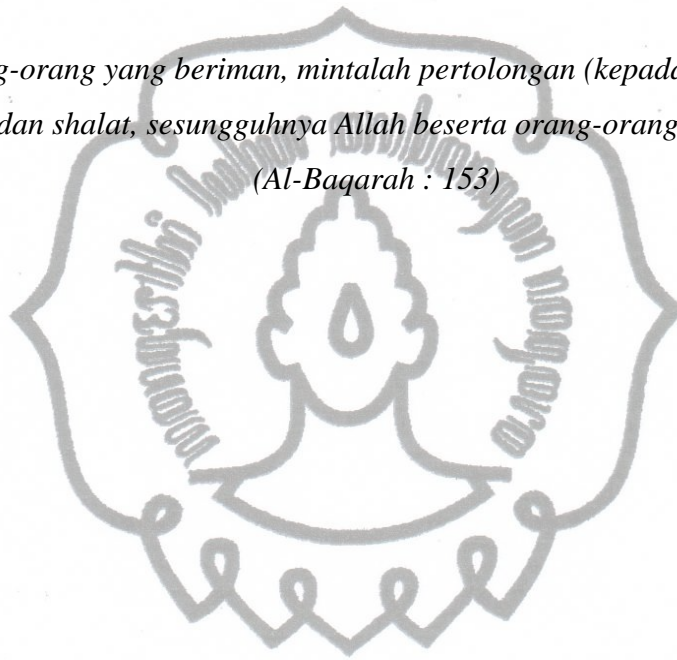 g-orang yang beriman, mintalah pertolongan (kepada
dan shalat, sesungguhnya Allah beserta orang-orang
(Al-Baqarah : 153)